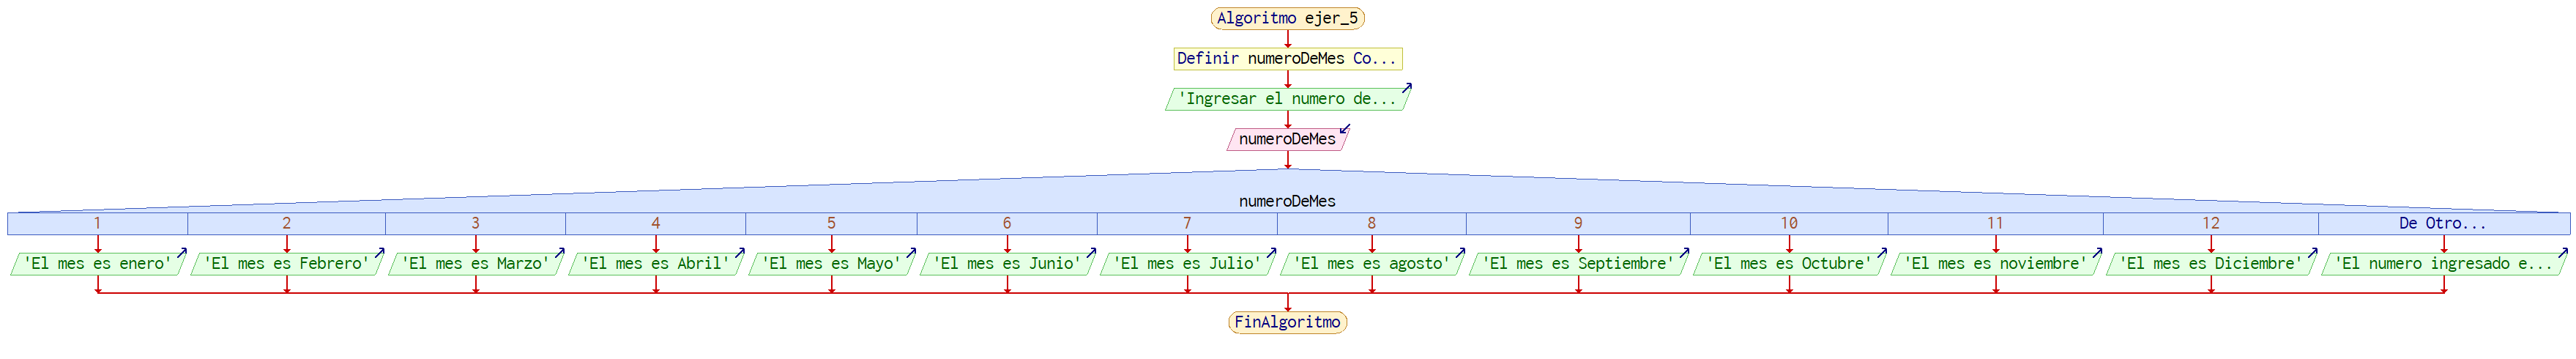 Algoritmo ejer_5
Definir numeroDeMes Co...
'Ingresar el numero de...
numeroDeMes
numeroDeMes
1 2 3 4 5 6 7 8 9 10 11 12 De Otro...
'El mes es enero' 'El mes es Febrero' 'El mes es Marzo' 'El mes es Abril' 'El mes es Mayo' 'El mes es Junio' 'El mes es Julio' 'El mes es agosto' 'El mes es Septiembre' 'El mes es Octubre' 'El mes es noviembre' 'El mes es Diciembre' 'El numero ingresado e...
FinAlgoritmo